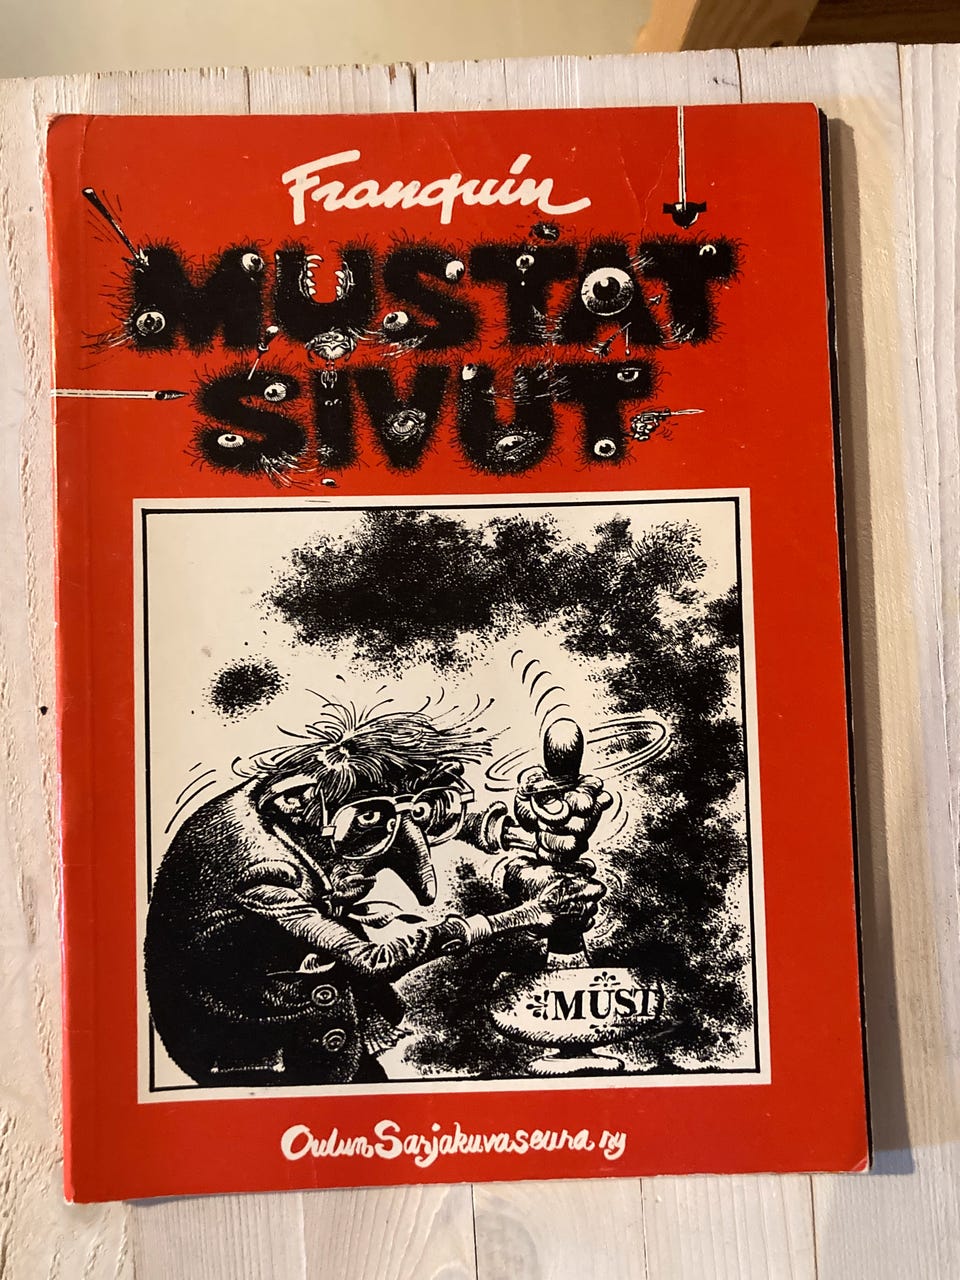 Franquin
MUSTAT
SIVUT
MUST
Oulun Sarjakuvaseura ry